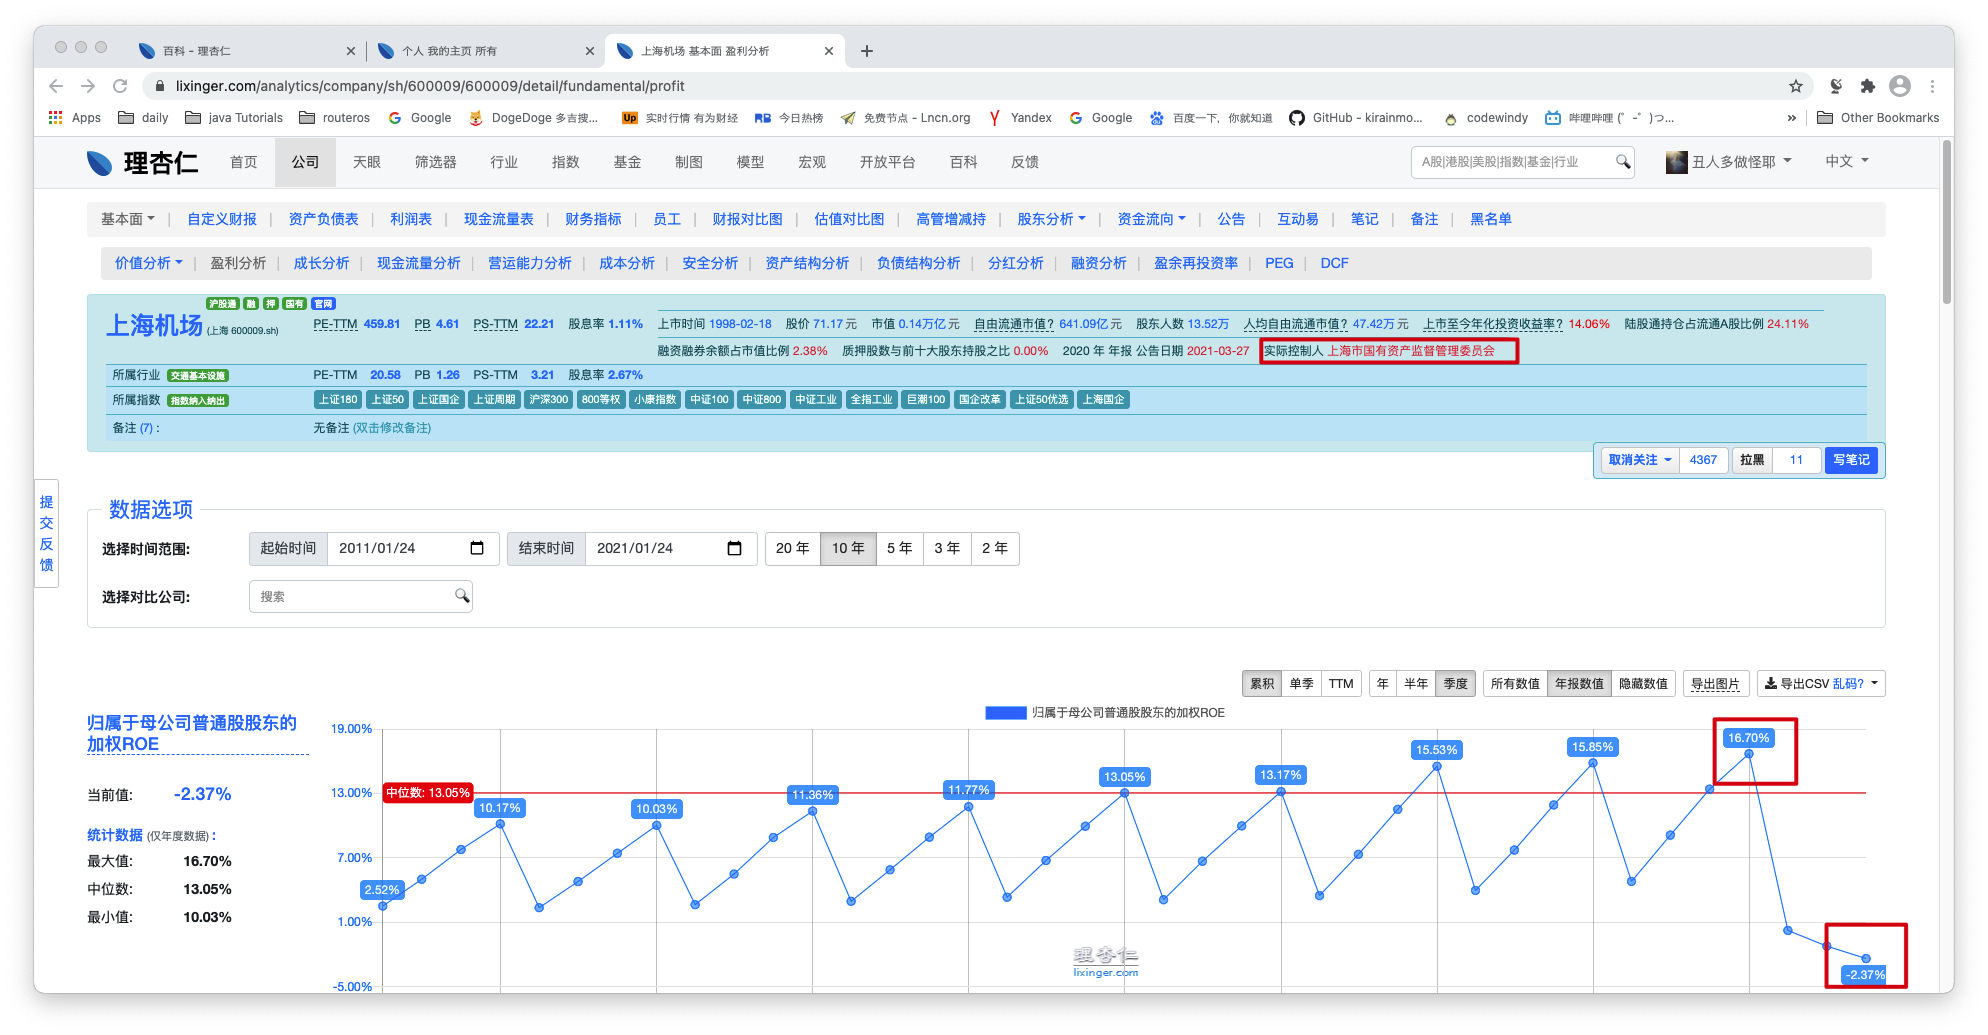 百科 - 理杏仁
个人 我的主页 所有
上海机场 基本面 盈利分析
lixinger.com/analytics/company/sh/600009/600009/detail/fundamental/profit
Apps daily java Tutorials routeros Google DogeDoge 多吉搜... Up 实时行情 有为财经 今日热榜 免费节点 - Lncn.org Yandex Google 百度一下，你就知道 GitHub - kirainmo... codewindy 哔哩哔哩 (゜-゜)つ... » Other Bookmarks
理杏仁 首页 公司 天眼 筛选器 行业 指数 基金 制图 模型 宏观 开放平台 百科 反馈 A股|港股|美股|指数|基金|行业 丑人多做怪耶 中文
基本面 | 自定义财报 | 资产负债表 | 利润表 | 现金流量表 | 财务指标 | 员工 | 财报对比图 | 估值对比图 | 高管增减持 | 股东分析 | 资金流向 | 公告 | 互动易 | 笔记 | 备注 | 黑名单
价值分析 | 盈利分析 | 成长分析 | 现金流量分析 | 营运能力分析 | 成本分析 | 安全分析 | 资产结构分析 | 负债结构分析 | 分红分析 | 融资分析 | 盈余再投资率 | PEG | DCF
沪股通 融 押 国有 官网
上海机场 (上海 600009.sh) PE-TTM 459.81 PB 4.61 PS-TTM 22.21 股息率 1.11% 上市时间 1998-02-18 股价 71.17 元 市值 0.14万亿 元 自由流通市值? 641.09亿 元 股东人数 13.52万 人均自由流通市值? 47.42万 元 上市至今年化投资收益率? 14.06% 陆股通持仓占流通A股比例 24.11%
融资融券余额占市值比例 2.38% 质押股数与前十大股东持股之比 0.00% 2020 年 年报 公告日期 2021-03-27 实际控制人 上海市国有资产监督管理委员会
所属行业 交通基本设施 PE-TTM 20.58 PB 1.26 PS-TTM 3.21 股息率 2.67%
所属指数 指数纳入纳出 上证180 上证50 上证国企 上证周期 沪深300 800等权 小康指数 中证100 中证800 中证工业 全指工业 巨潮100 国企改革 上证50优选 上海国企
备注 (7) : 无备注 (双击修改备注)
取消关注 4367 拉黑 11 写笔记
提
交
反
馈
数据选项
选择时间范围: 起始时间 2011/01/24 结束时间 2021/01/24 20 年 10 年 5 年 3 年 2 年
选择对比公司: 搜索
累积 单季 TTM 年 半年 季度 所有数值 年报数值 隐藏数值 导出图片 导出CSV 乱码?
归属于母公司普通股股东的加权ROE
归属于母公司普通股股东的
加权ROE
当前值: -2.37%
统计数据 (仅年度数据) :
最大值: 16.70%
中位数: 13.05%
最小值: 10.03%
19.00%
13.00%
7.00%
1.00%
-5.00%
中位数: 13.05%
2.52%
10.17%
10.03%
11.36%
11.77%
13.05%
13.17%
15.53%
15.85%
16.70%
-2.37%
理杏仁
lixinger.com